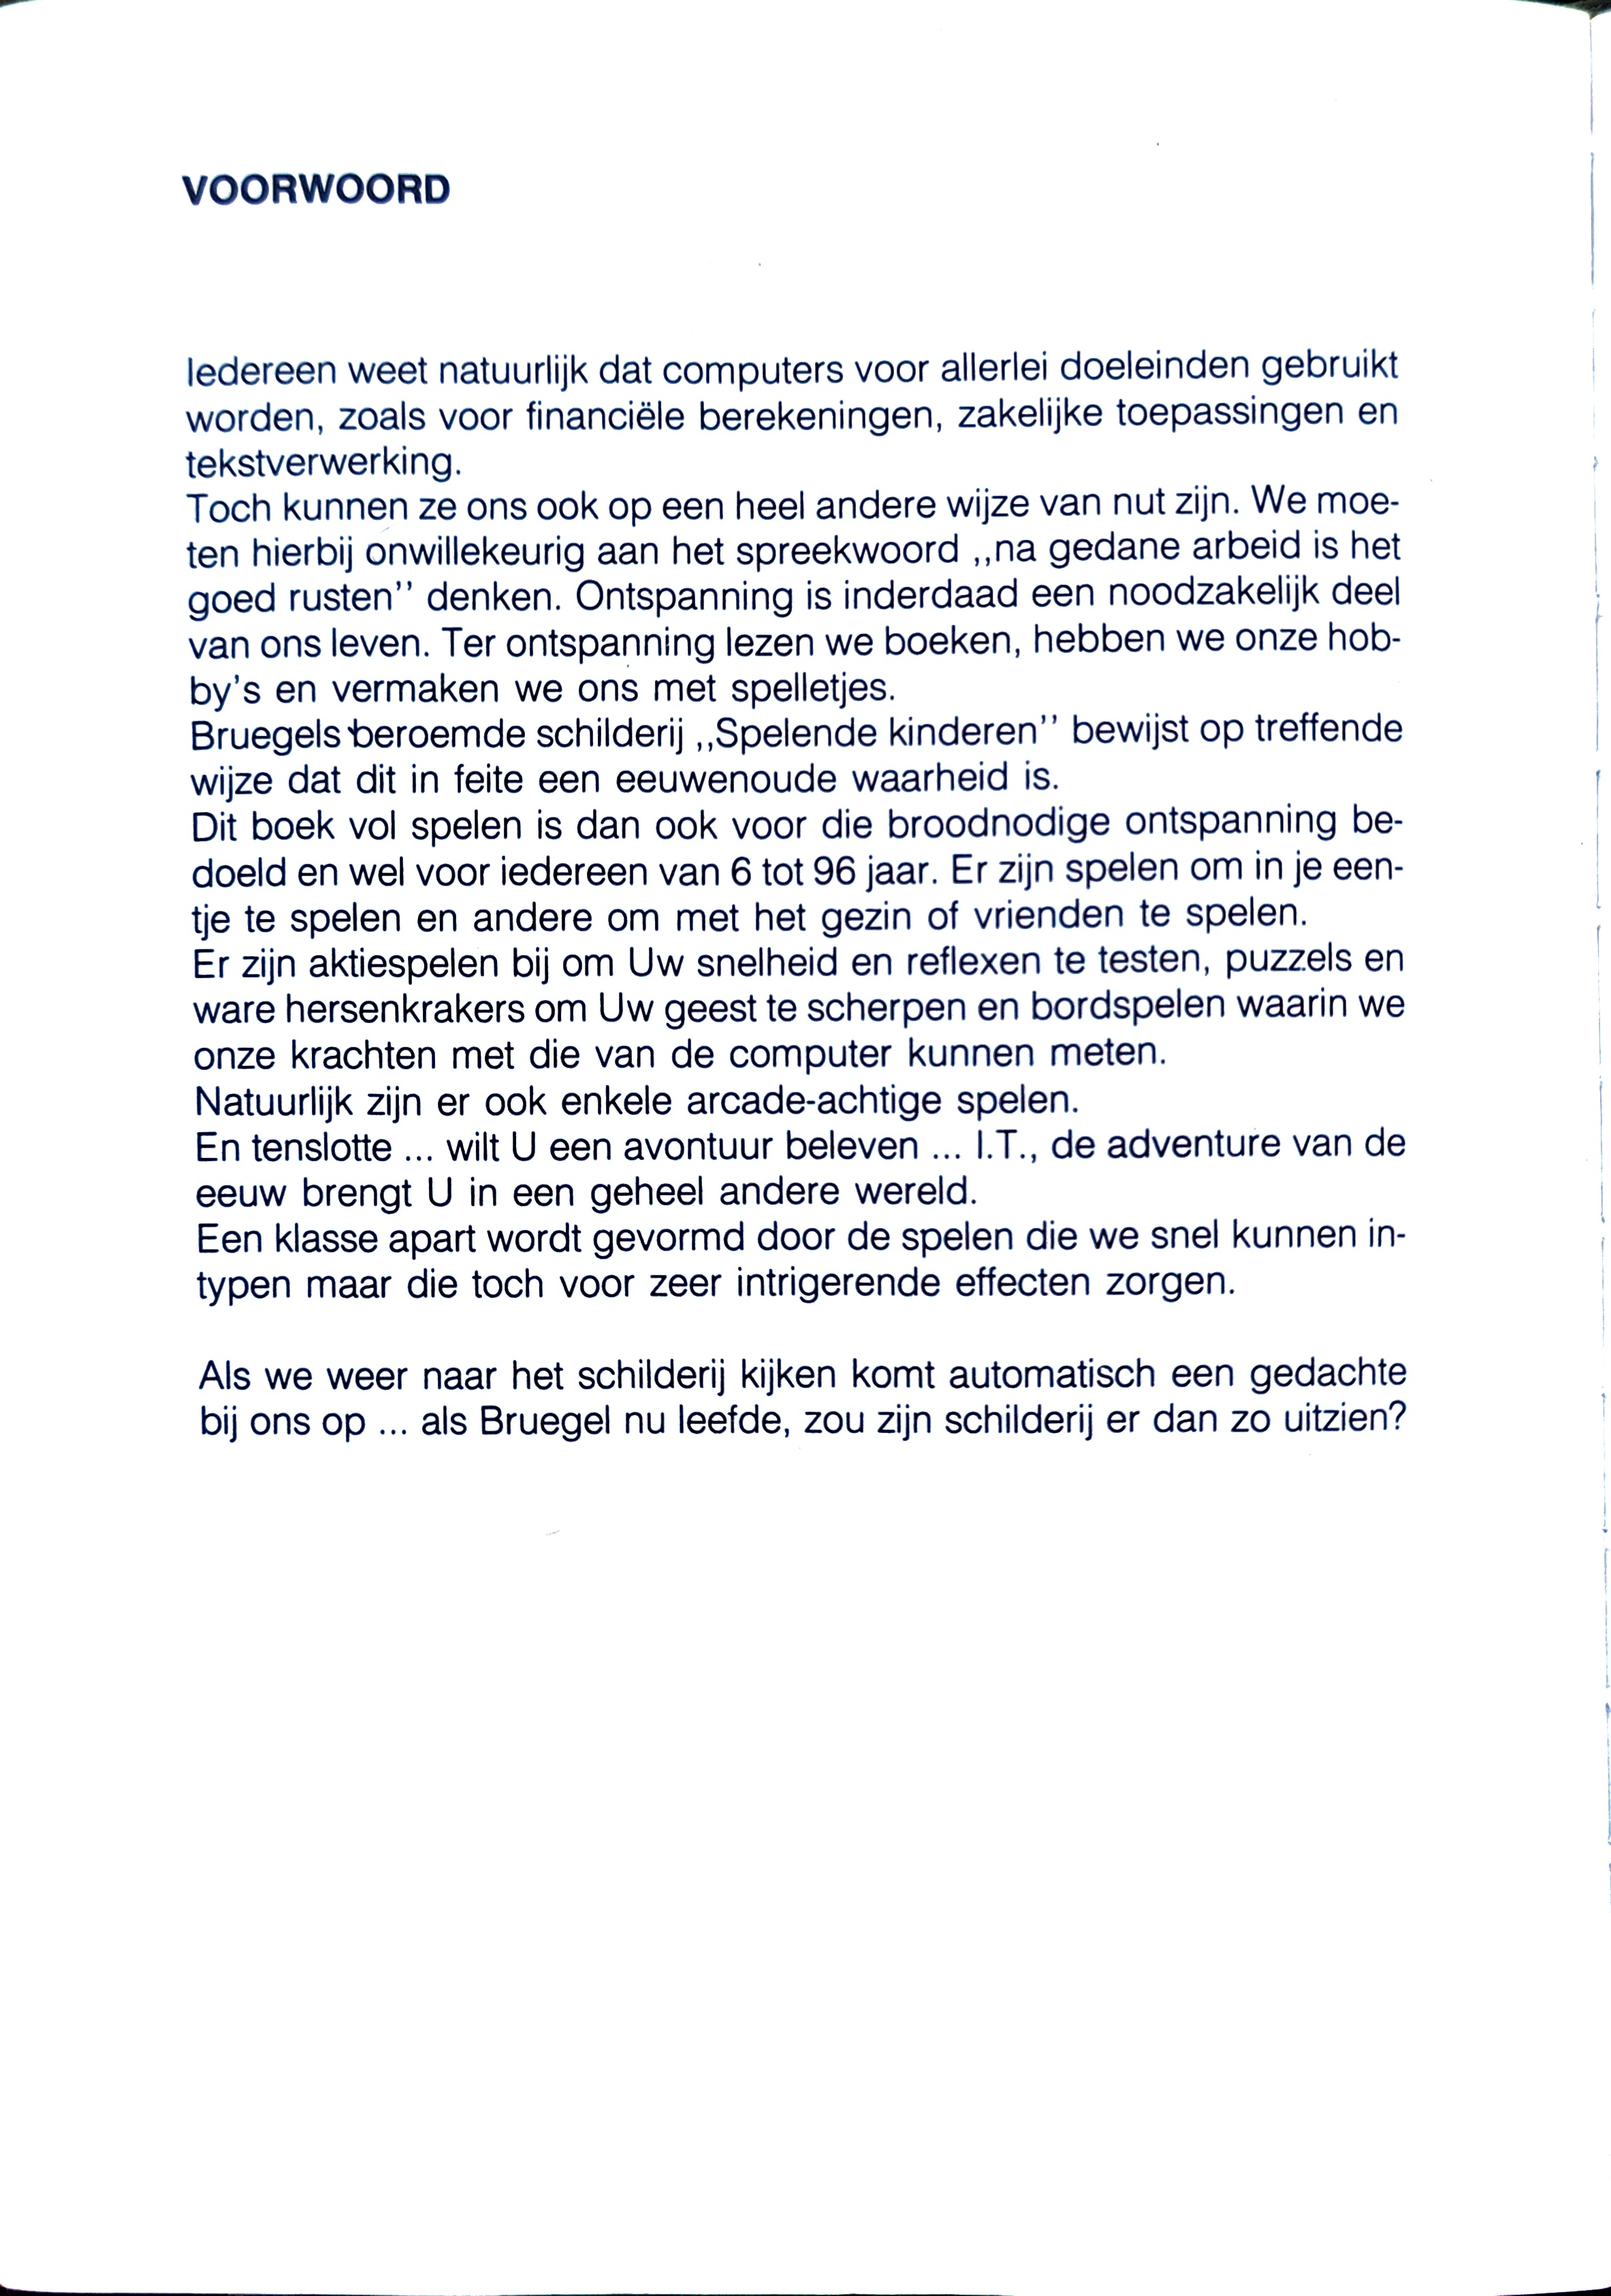 VOORWOORD
Iedereen weet natuurlijk dat computers voor allerlei doeleinden gebruikt
worden, zoals voor financiële berekeningen, zakelijke toepassingen en
tekstverwerking.
Toch kunnen ze ons ook op een heel andere wijze van nut zijn. We moe-
ten hierbij onwillekeurig aan het spreekwoord ,,na gedane arbeid is het
goed rusten’’ denken. Ontspanning is inderdaad een noodzakelijk deel
van ons leven. Ter ontspanning lezen we boeken, hebben we onze hob-
by's en vermaken we ons met spelletjes.
Bruegels beroemde schilderij ,,Spelende kinderen’’ bewijst op treffende
wijze dat dit in feite een eeuwenoude waarheid is.
Dit boek vol spelen is dan ook voor die broodnodige ontspanning be-
doeld en wel voor iedereen van 6 tot 96 jaar. Er zijn spelen om in je een-
tje te spelen en andere om met het gezin of vrienden te spelen.
Er zijn aktiespelen bij om Uw snelheid en reflexen te testen, puzzels en
ware hersenkrakers om Uw geest te scherpen en bordspelen waarin we
onze krachten met die van de computer kunnen meten.
Natuurlijk zijn er ook enkele arcade-achtige spelen.
En tenslotte ... wilt U een avontuur beleven ... I.T., de adventure van de
eeuw brengt U in een geheel andere wereld.
Een klasse apart wordt gevormd door de spelen die we snel kunnen in-
typen maar die toch voor zeer intrigerende effecten zorgen.
Als we weer naar het schilderij kijken komt automatisch een gedachte
bij ons op ... als Bruegel nu leefde, zou zijn schilderij er dan zo uitzien?